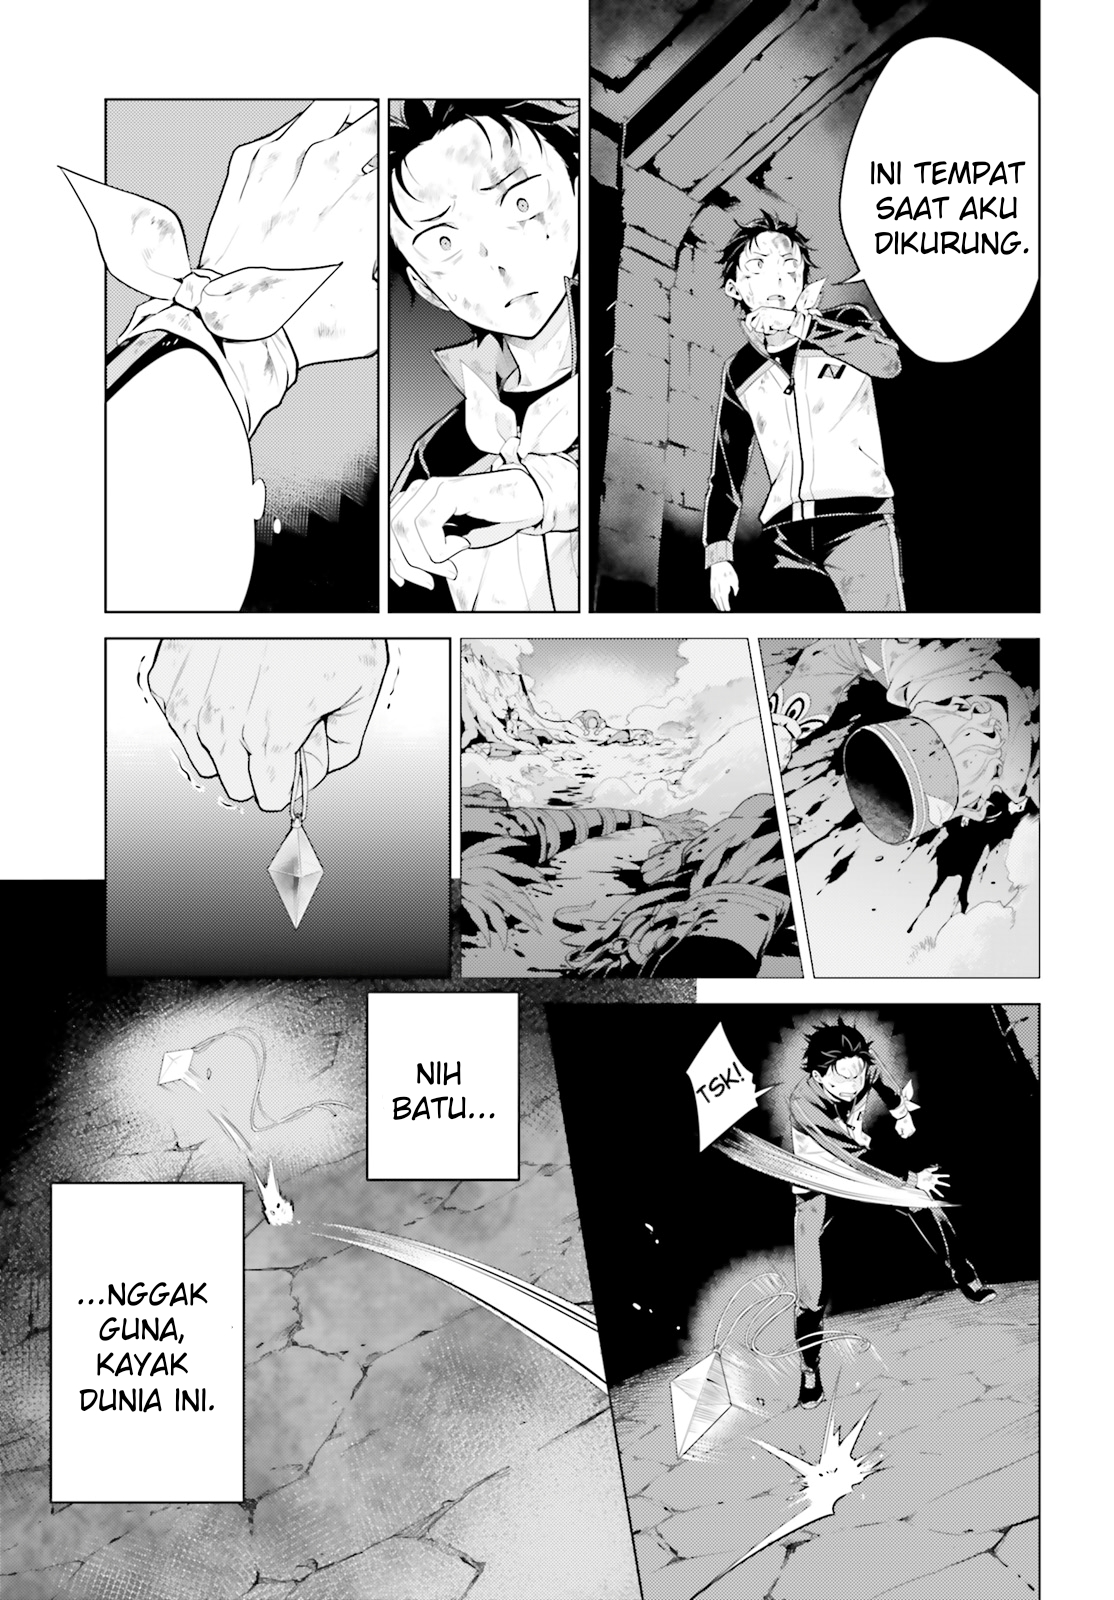 INI TEMPAT
SAAT AKU
DIKURUNG.
TSK!
NIH
BATU...
...NGGAK
GUNA,
KAYAK
DUNIA INI.